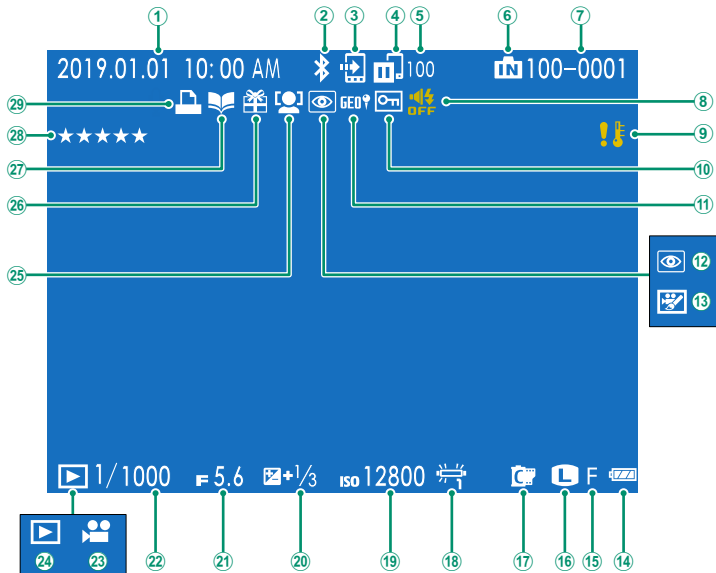 1 2 3 4 5 6 7
2019.01.01 10:00 AM 100 IN 100-0001
29 GEO OFF 8
28 ★★★★★ ! 9
27 10
26 11
25
12
13
1/1000 F 5.6 +1/3 ISO 12800 1 C L F
24 23 22 21 20 19 18 17 16 15 14